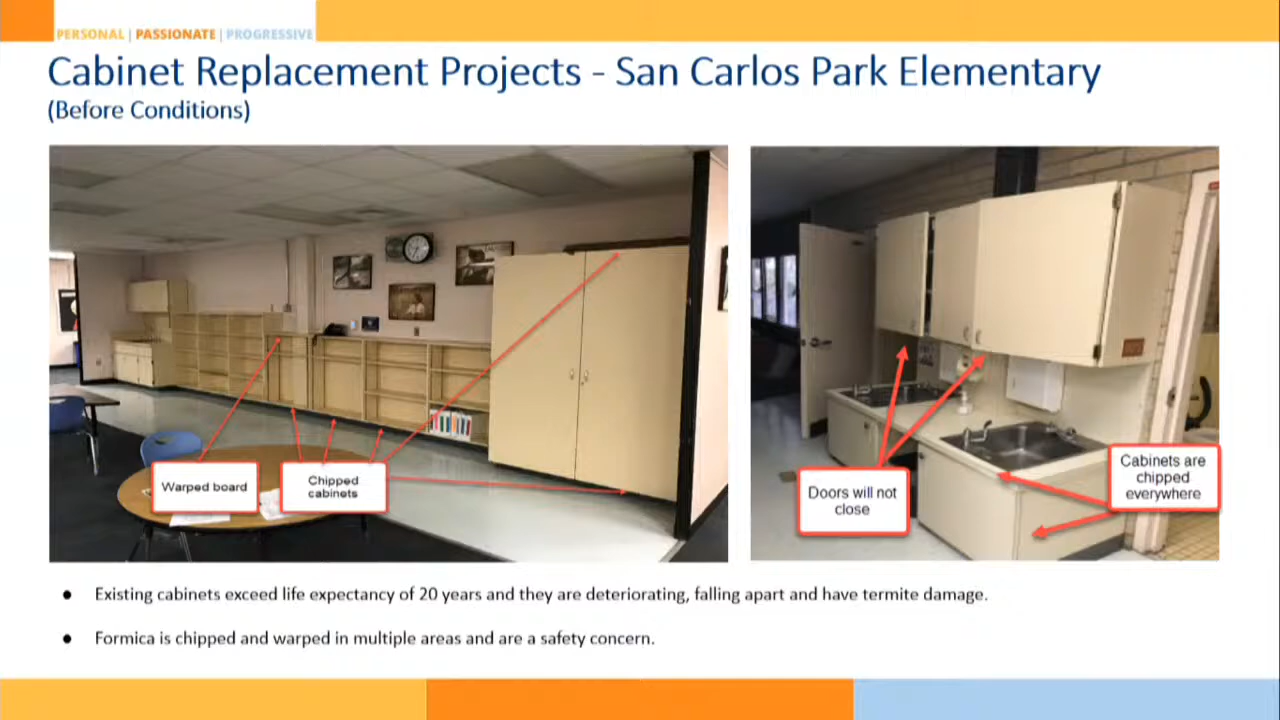 PERSONAL | PASSIONATE | PROGRESSIVE
Cabinet Replacement Projects - San Carlos Park Elementary
(Before Conditions)
Warped board
Chipped
cabinets
Doors will not
close
Cabinets are
chipped
everywhere
● Existing cabinets exceed life expectancy of 20 years and they are deteriorating, falling apart and have termite damage.
● Formica is chipped and warped in multiple areas and are a safety concern.